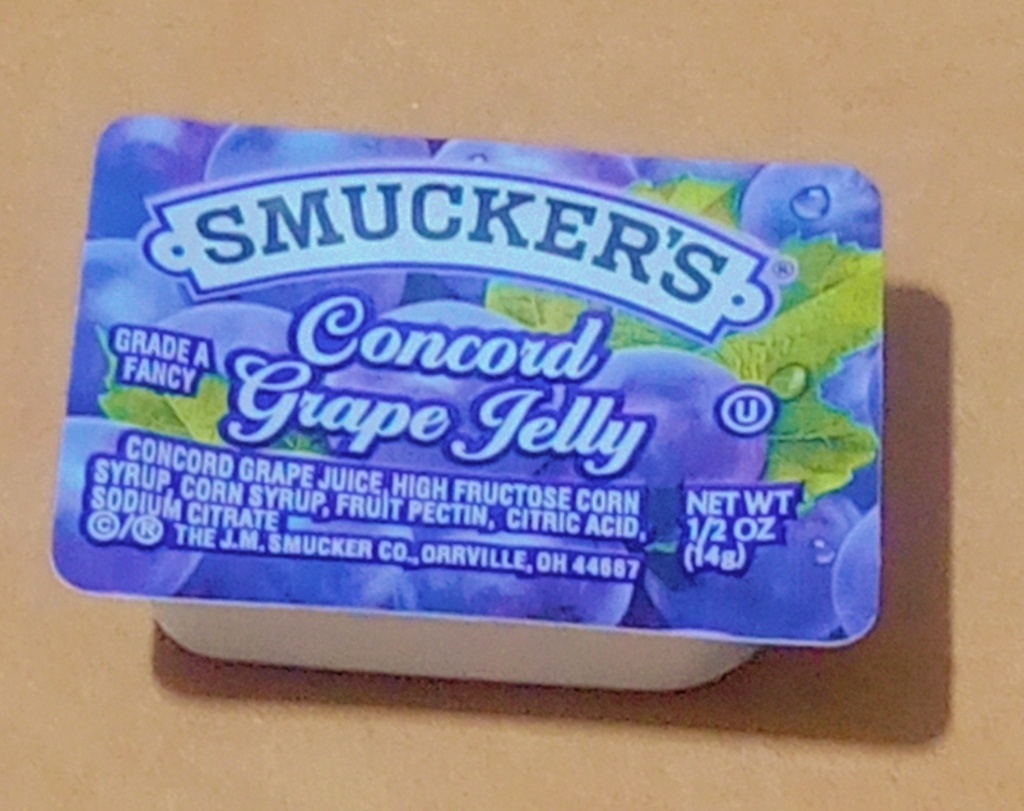 SMUCKER'S®
Concord
Grape Jelly
GRADE A
FANCY
U
CONCORD GRAPE JUICE, HIGH FRUCTOSE CORN
SYRUP, CORN SYRUP, FRUIT PECTIN, CITRIC ACID,
SODIUM CITRATE
©/® THE J.M. SMUCKER CO., ORRVILLE, OH 44667
NET WT
1/2 OZ
(14g)